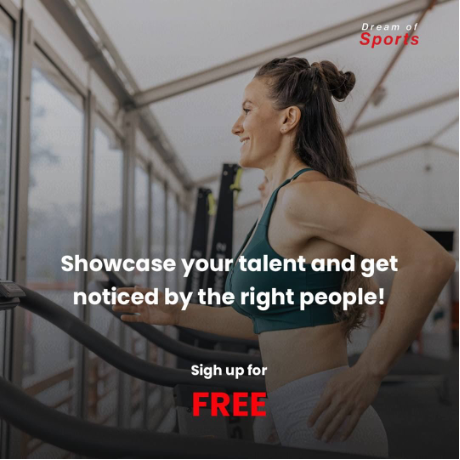 Dream of
Sports
Showcase your talent and get
noticed by the right people!
Sigh up for
FREE